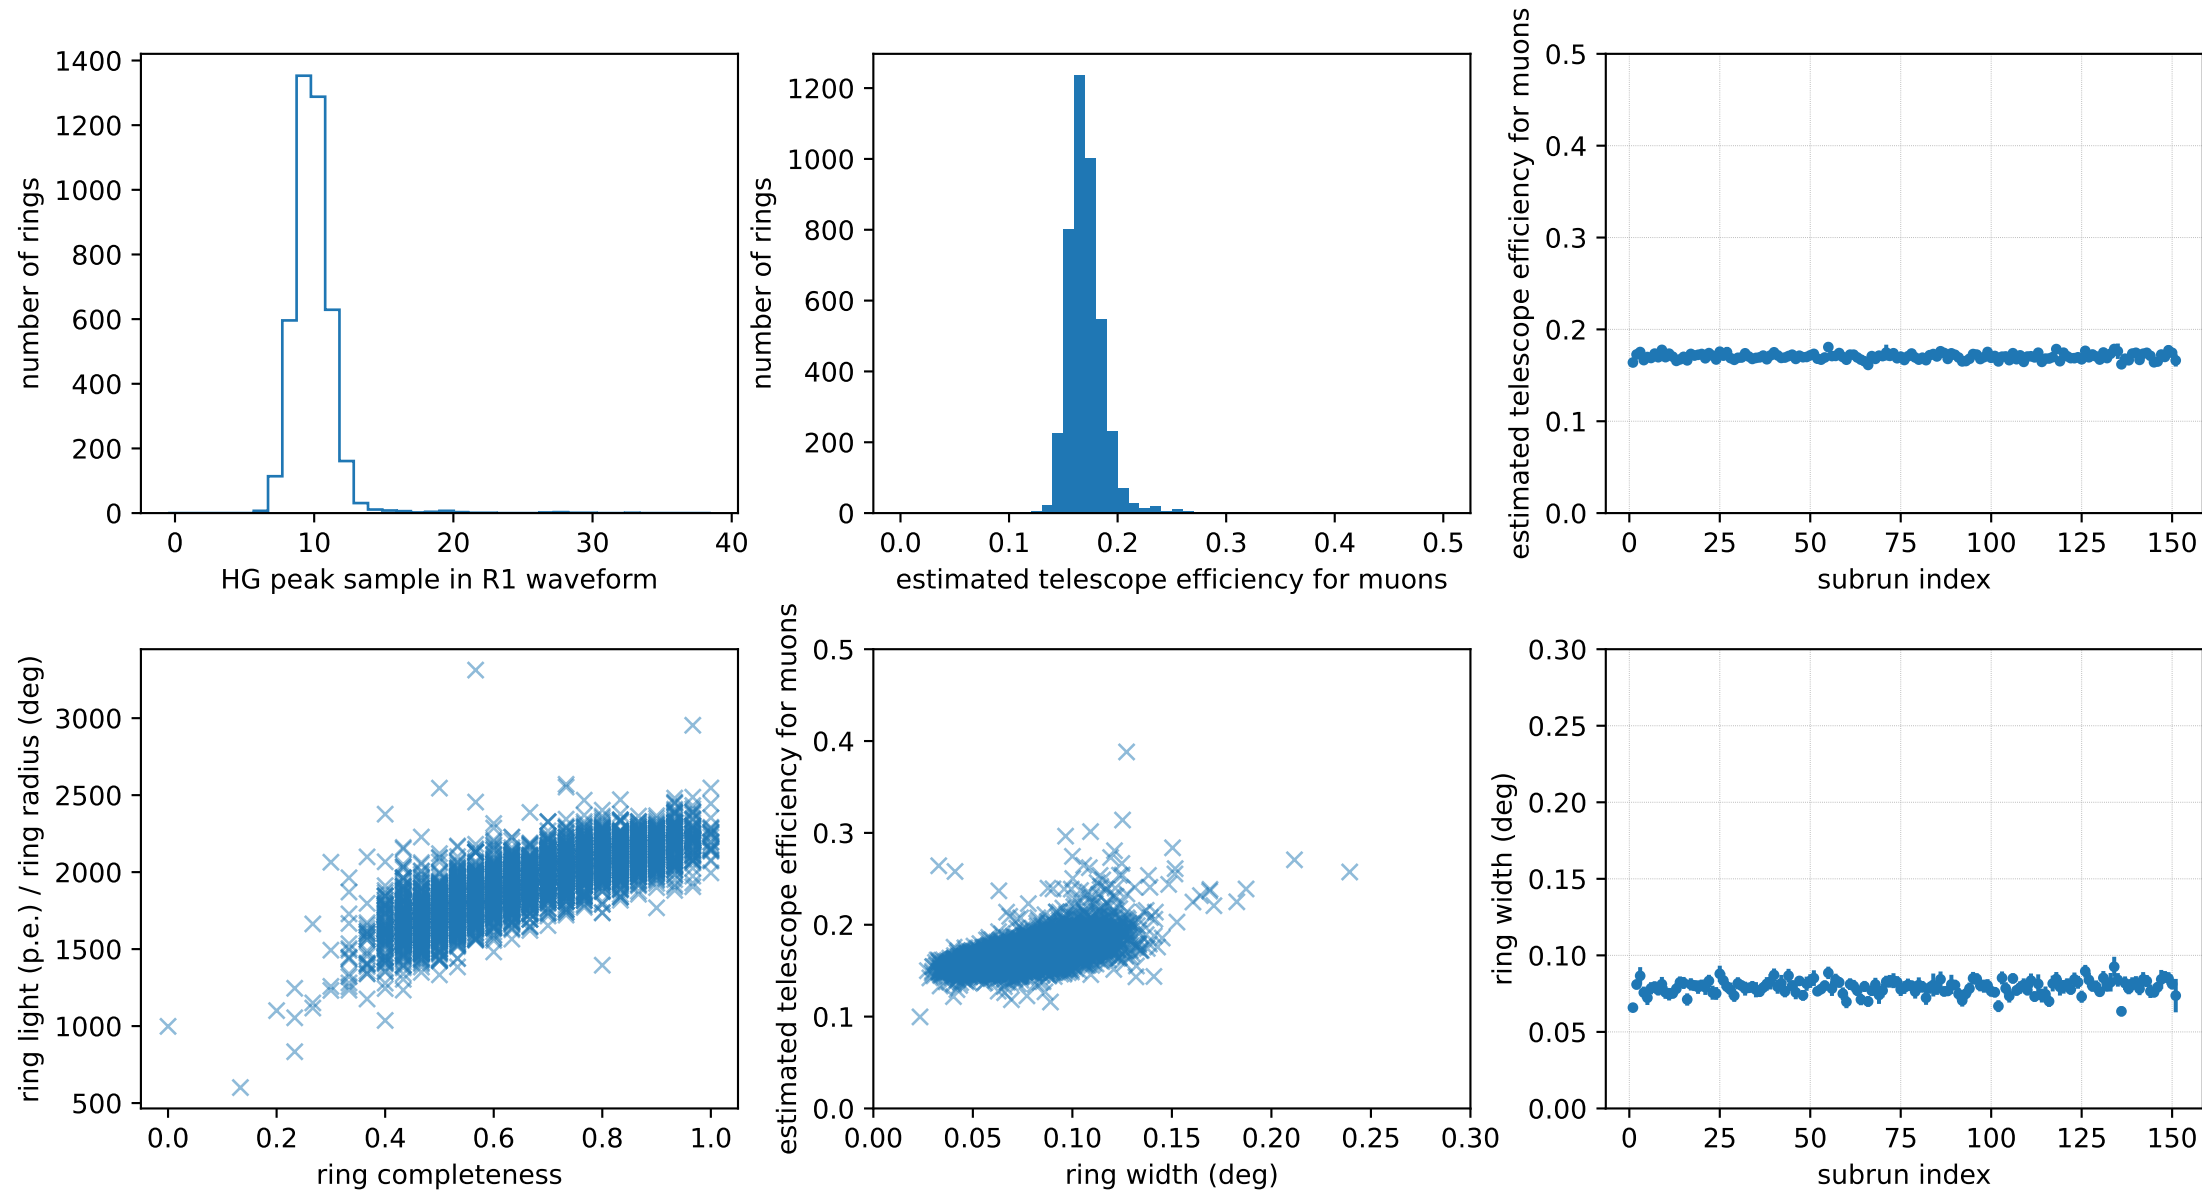 number of rings
1400
1200
1000
800
600
400
200
0
0 10 20 30 40
HG peak sample in R1 waveform
number of rings
1200
1000
800
600
400
200
0
0.0 0.1 0.2 0.3 0.4 0.5
estimated telescope efficiency for muons
estimated telescope efficiency for muons
0.5
0.4
0.3
0.2
0.1
0.0
0 25 50 75 100 125 150
subrun index
ring light (p.e.) / ring radius (deg)
3000
2500
2000
1500
1000
500
0.0 0.2 0.4 0.6 0.8 1.0
ring completeness
estimated telescope efficiency for muons
0.5
0.4
0.3
0.2
0.1
0.0
0.00 0.05 0.10 0.15 0.20 0.25 0.30
ring width (deg)
ring width (deg)
0.30
0.25
0.20
0.15
0.10
0.05
0.00
0 25 50 75 100 125 150
subrun index